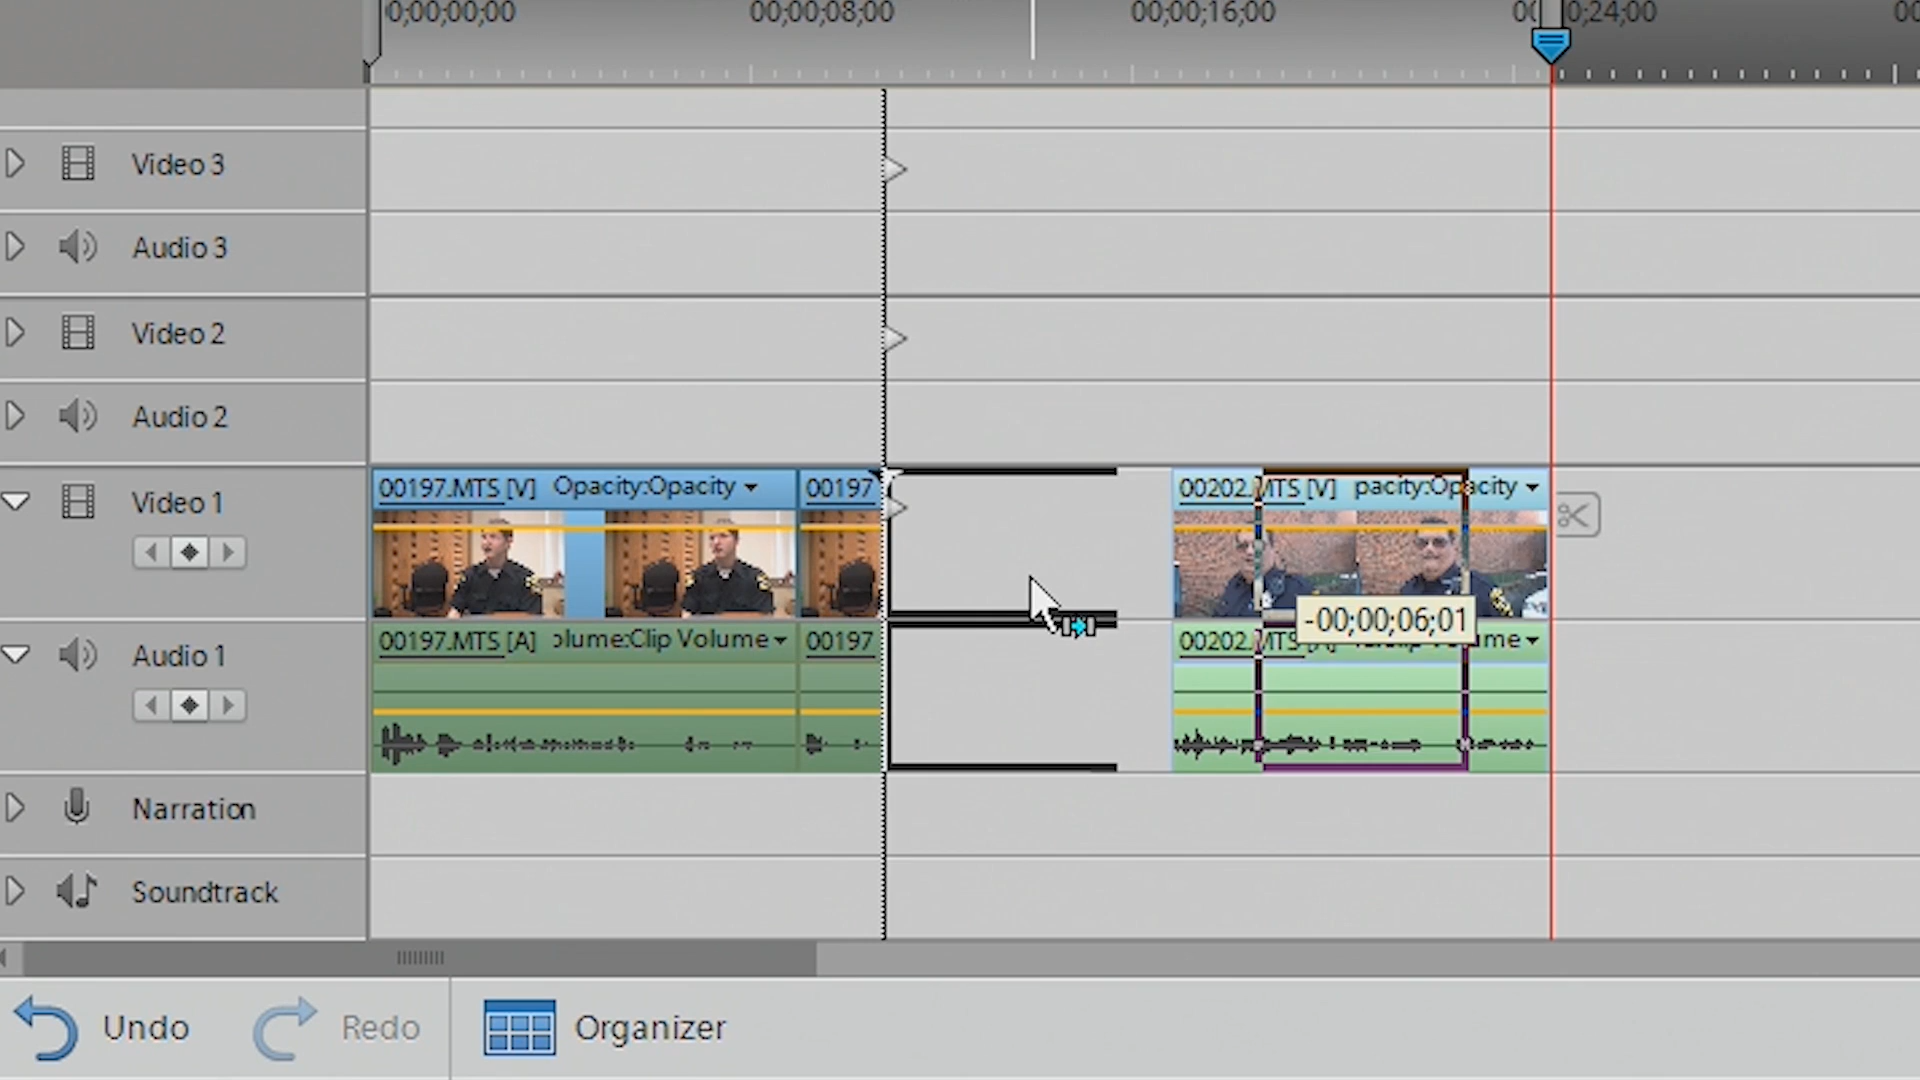 0;00;00;00 00;00;08;00 00;00;16;00 0;24;00
Video 3
Audio 3
Video 2
Audio 2
Video 1
00197.MTS [V] Opacity:Opacity 00197 00202.MTS [V] pacity:Opacity
-00;00;06;01
Audio 1
00197.MTS [A] olume:Clip Volume 00197 00202.MTS
Narration
Soundtrack
Undo Redo Organizer